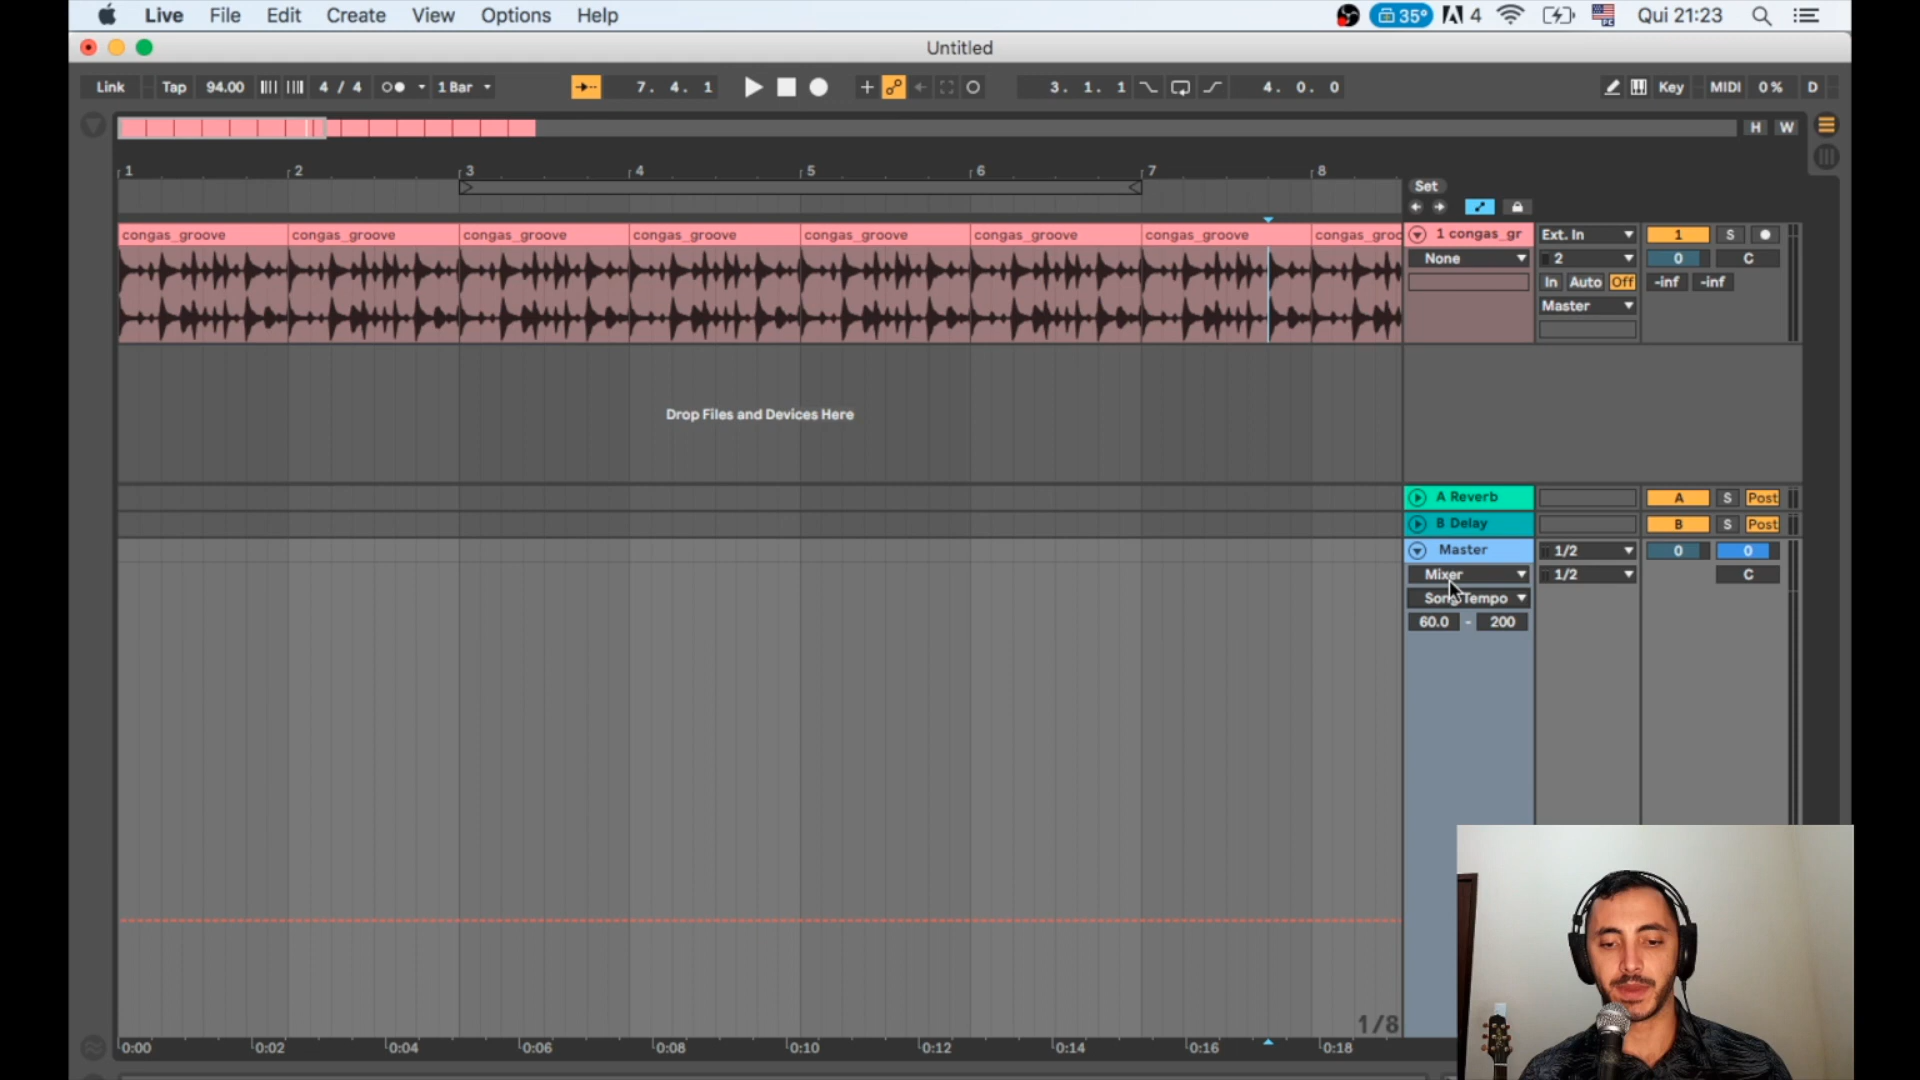 Live File Edit Create View Options Help 35° 4 Qui 21:23
Untitled
Link Tap 94.00 4 / 4 1 Bar 7. 4. 1 3. 1. 1 4. 0. 0 Key MIDI 0 % D
H W
1 2 3 4 5 6 7 8
Set
congas_groove congas_groove congas_groove congas_groove congas_groove congas_groove congas_groove congas_groo 1 congas_gr Ext. In 1 S
None 2 0 C
In Auto Off -inf -inf
Master
Drop Files and Devices Here
A Reverb A S Post
B Delay B S Post
Master 1/2 0 0
Mixer 1/2 C
Song Tempo
60.0 - 200
1/8
0:00 0:02 0:04 0:06 0:08 0:10 0:12 0:14 0:16 0:18